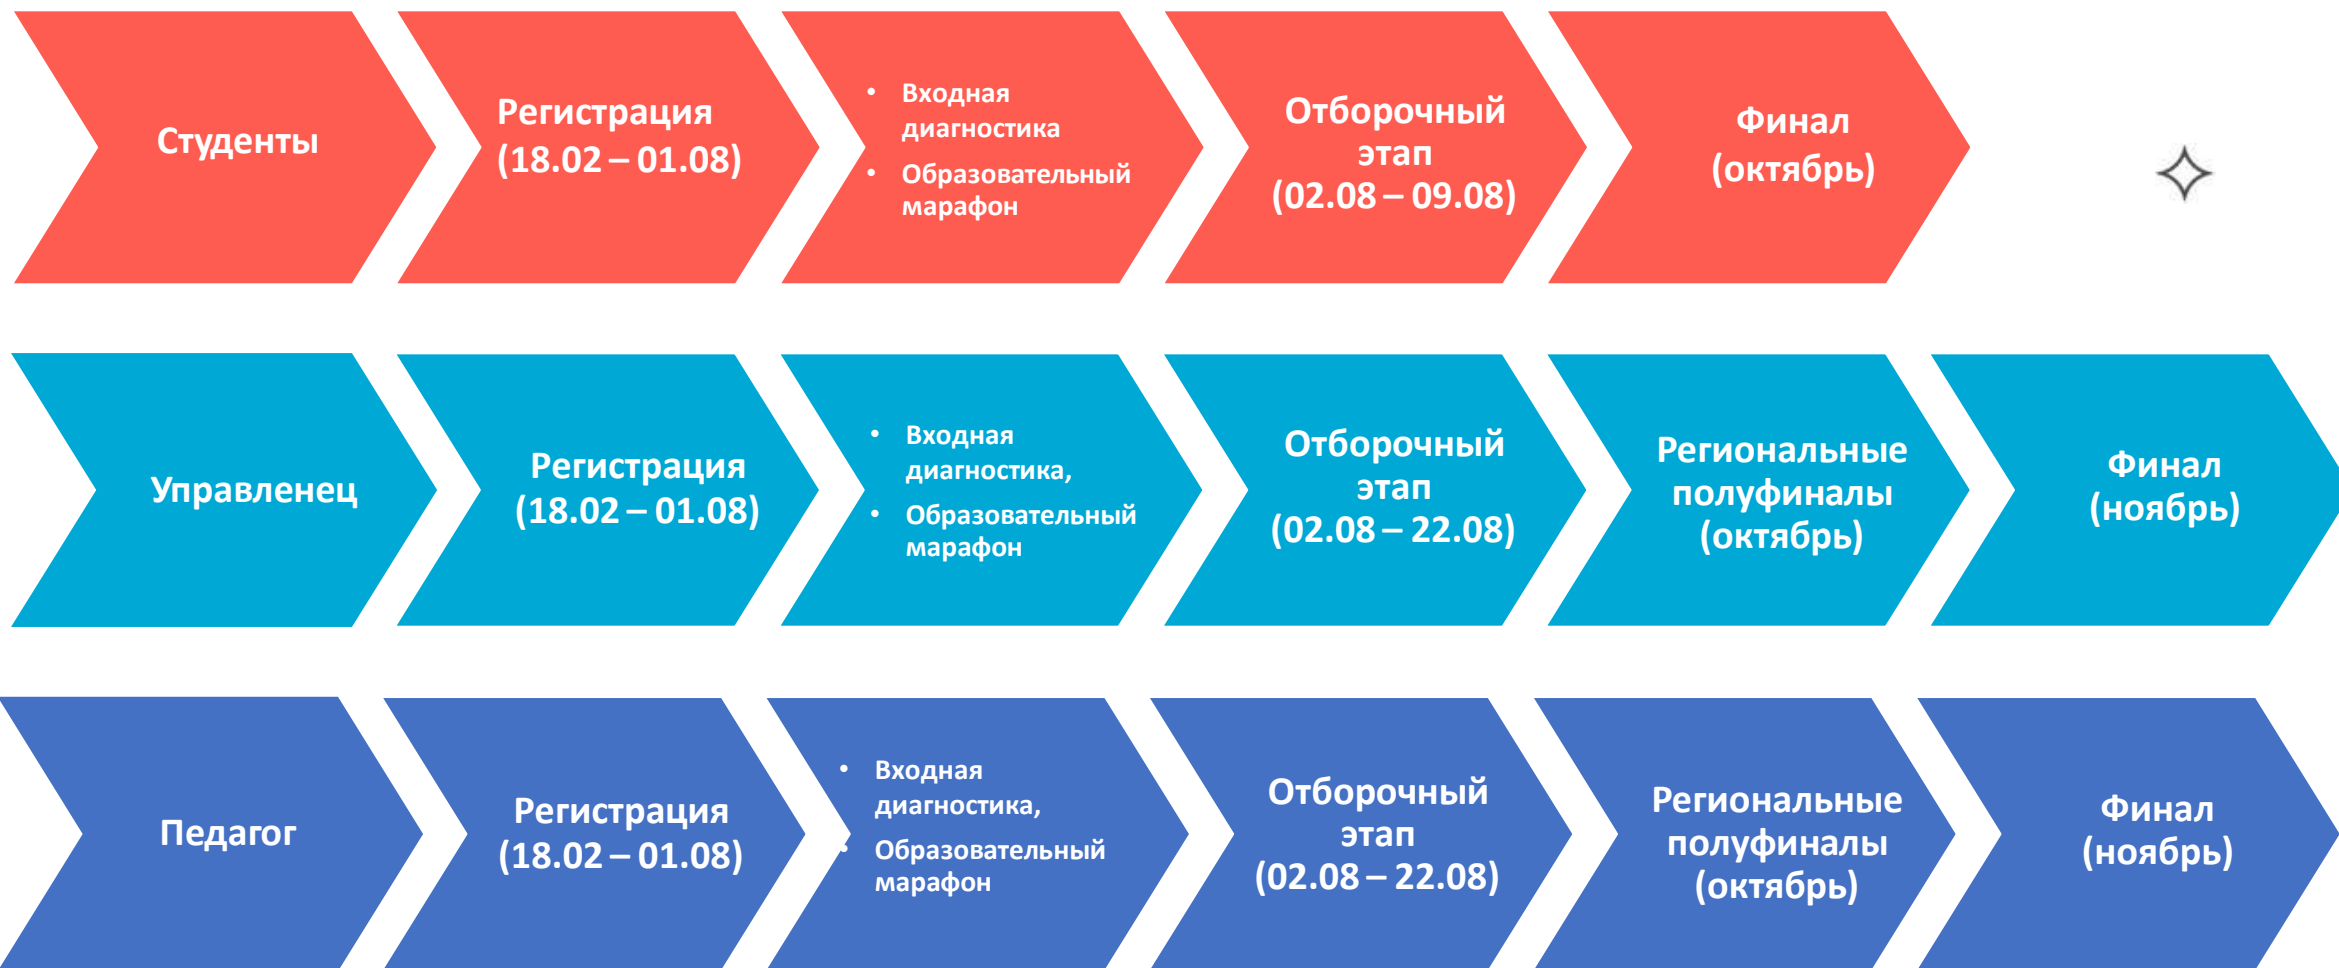 Студенты
Регистрация
(18.02 – 01.08)
• Входная
диагностика
• Образовательный
марафон
Отборочный
этап
(02.08 – 09.08)
Финал
(октябрь)
Управленец
Регистрация
(18.02 – 01.08)
• Входная
диагностика,
• Образовательный
марафон
Отборочный
этап
(02.08 – 22.08)
Региональные
полуфиналы
(октябрь)
Финал
(ноябрь)
Педагог
Регистрация
(18.02 – 01.08)
• Входная
диагностика,
• Образовательный
марафон
Отборочный
этап
(02.08 – 22.08)
Региональные
полуфиналы
(октябрь)
Финал
(ноябрь)